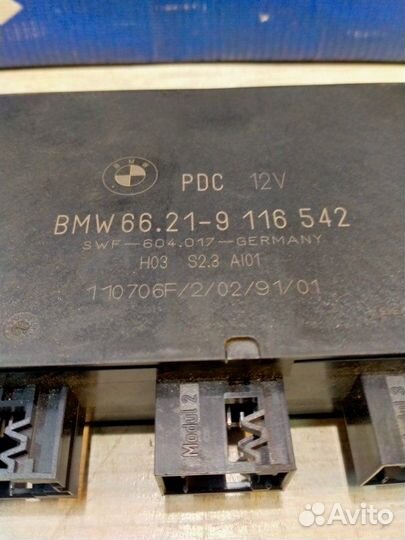 BMW
PDC 12V
BMW 66.21-9 116 542
SWF-604.017-GERMANY
H03 S2.3 AI01
110706F/2/02/91/01
Modul 2
Avito